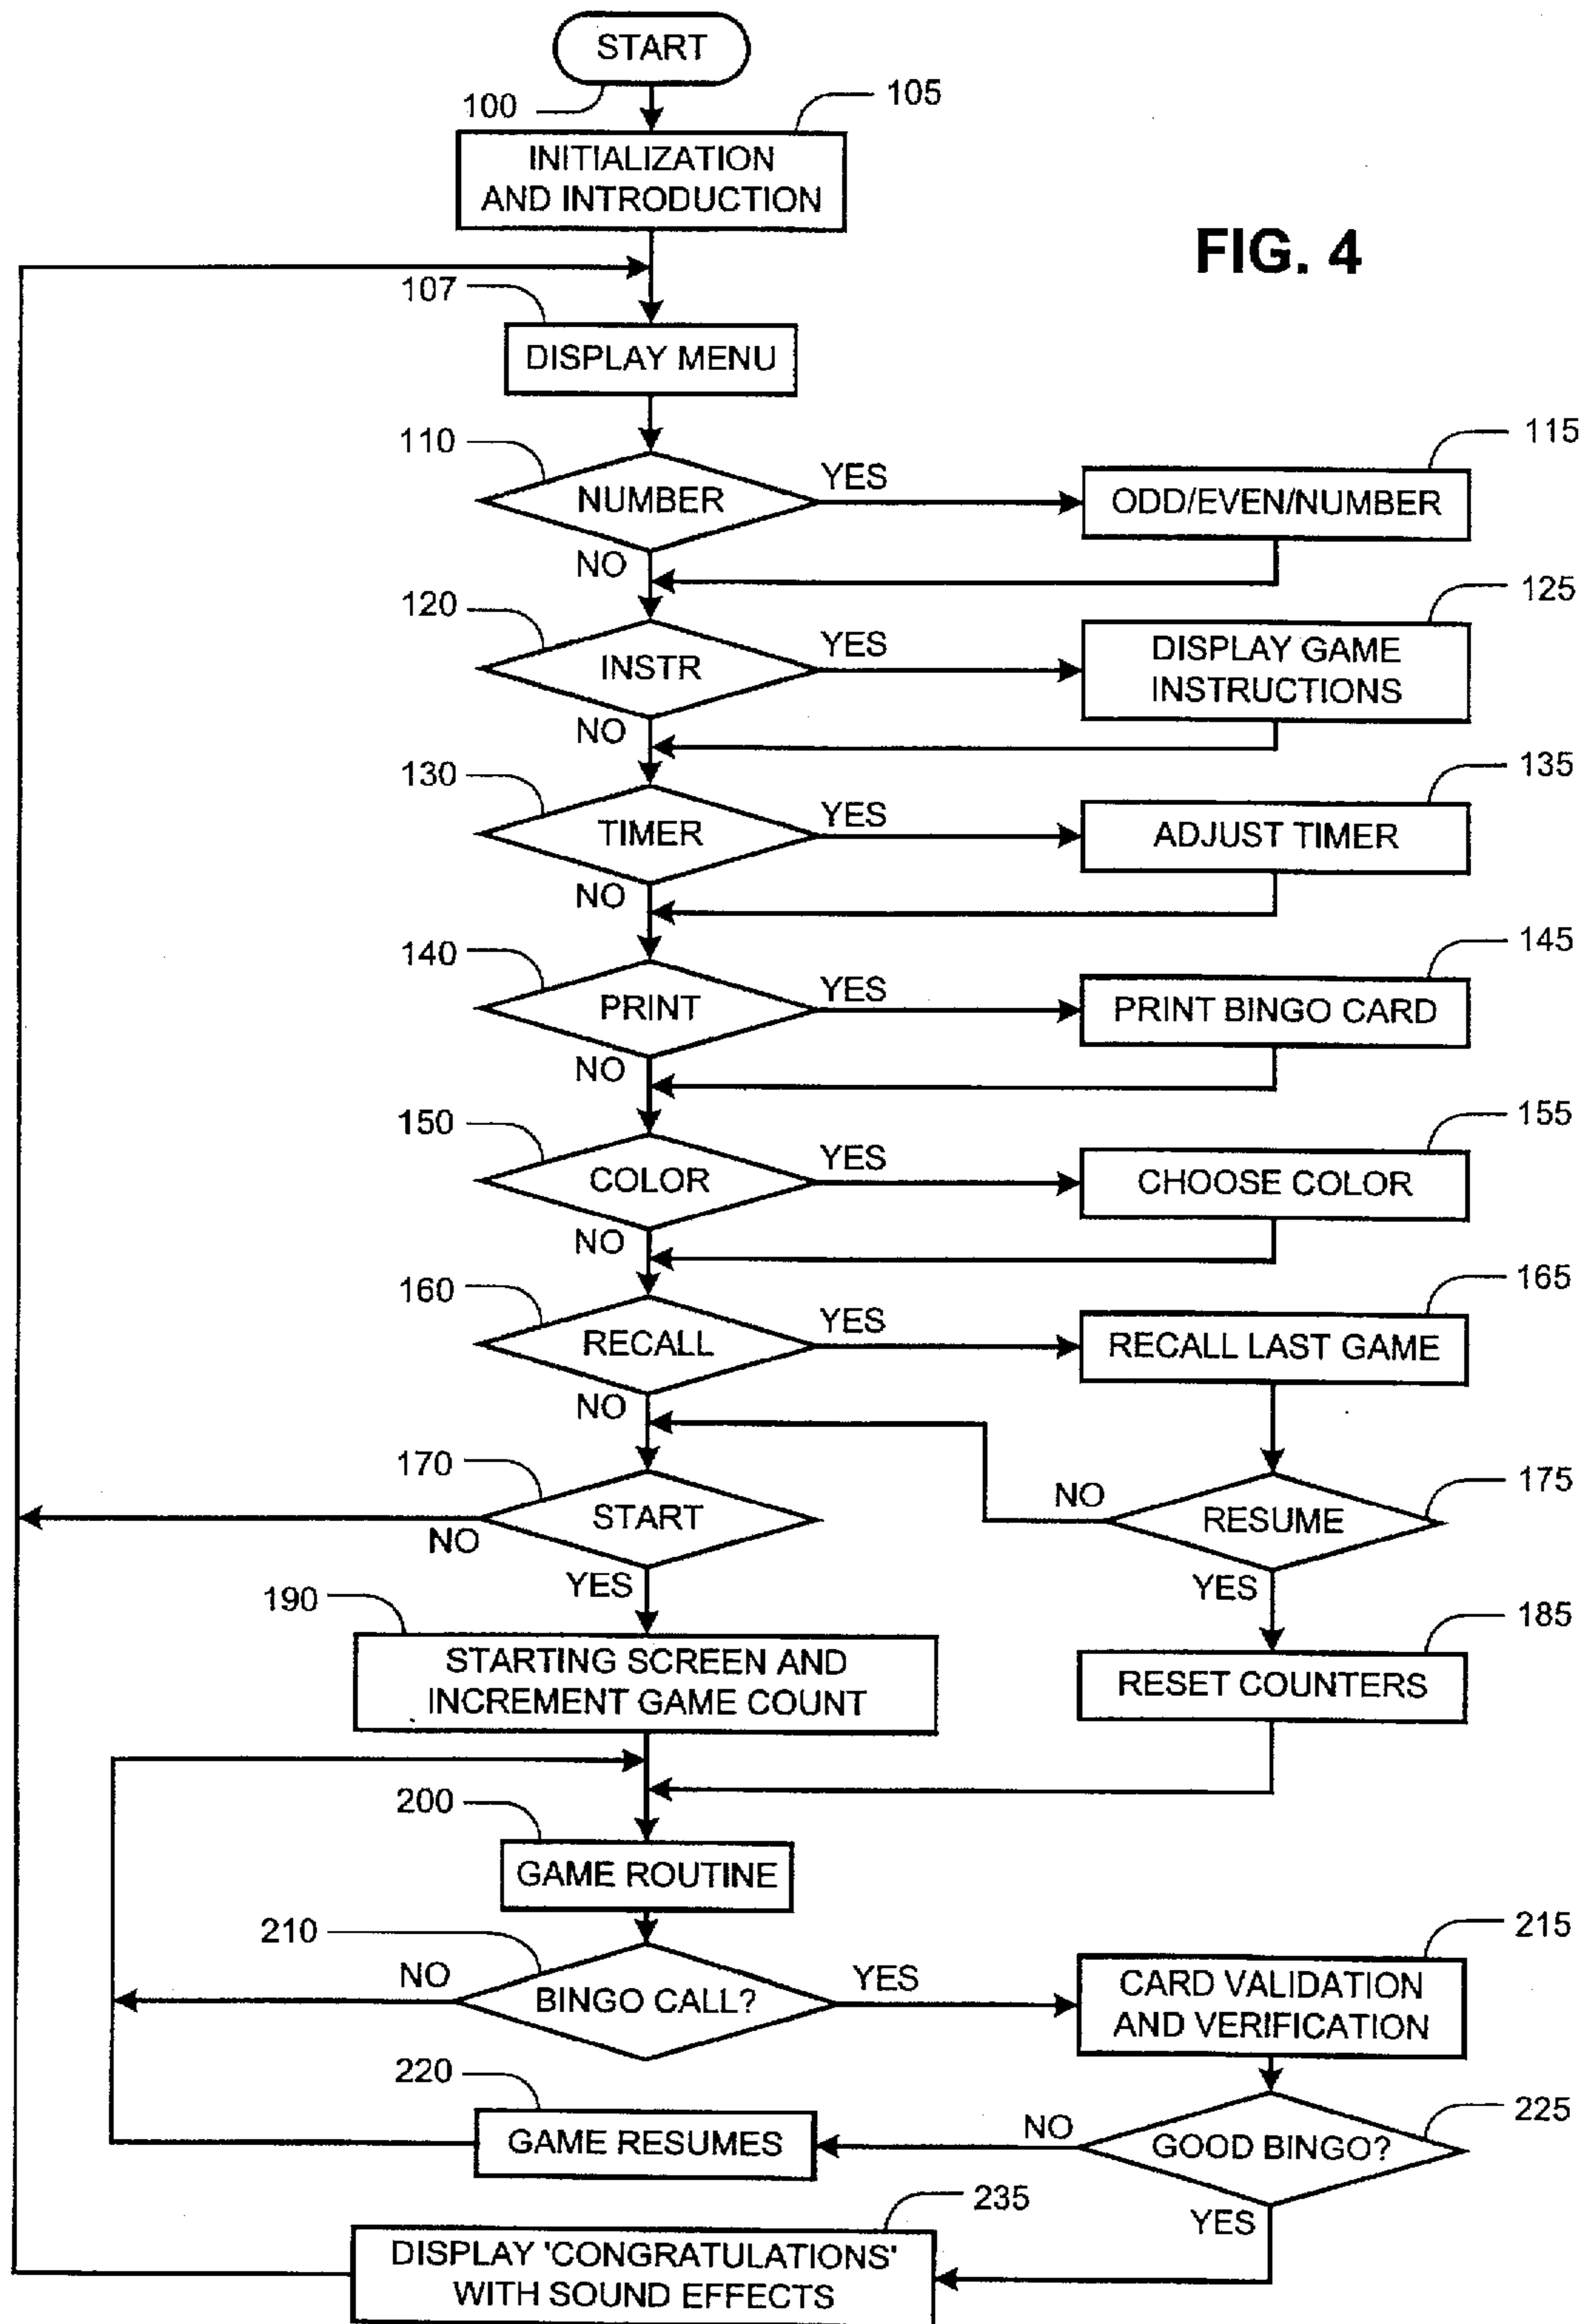 START
100
105
INITIALIZATION
AND INTRODUCTION
FIG. 4
107
DISPLAY MENU
110
NUMBER
YES
115
ODD/EVEN/NUMBER
NO
120
INSTR
YES
125
DISPLAY GAME
INSTRUCTIONS
NO
130
TIMER
YES
135
ADJUST TIMER
NO
140
PRINT
YES
145
PRINT BINGO CARD
NO
150
COLOR
YES
155
CHOOSE COLOR
NO
160
RECALL
YES
165
RECALL LAST GAME
NO
170
START
NO
YES
175
RESUME
NO
YES
190
STARTING SCREEN AND
INCREMENT GAME COUNT
185
RESET COUNTERS
200
GAME ROUTINE
210
BINGO CALL?
NO
YES
215
CARD VALIDATION
AND VERIFICATION
220
GAME RESUMES
NO
225
GOOD BINGO?
YES
235
DISPLAY 'CONGRATULATIONS'
WITH SOUND EFFECTS